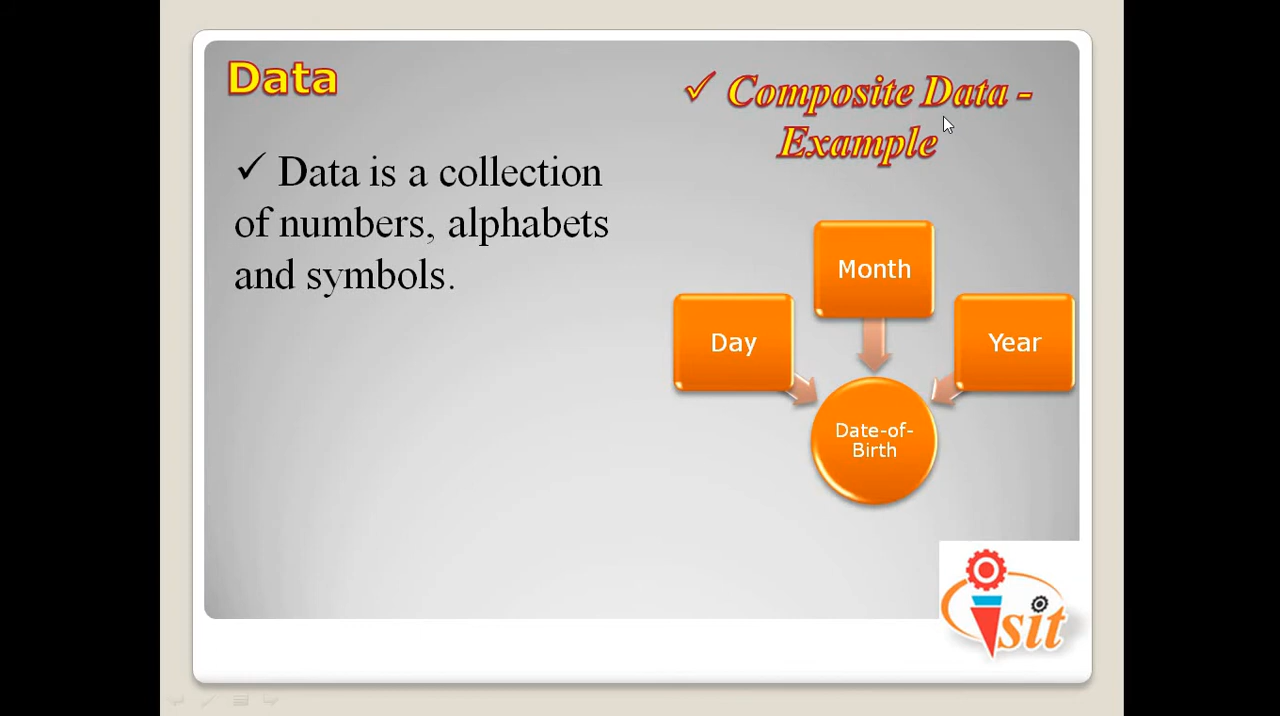 Data
✓ Data is a collection
of numbers, alphabets
and symbols.
✓ Composite Data -
Example
Month
Day
Year
Date-of-
Birth
isit